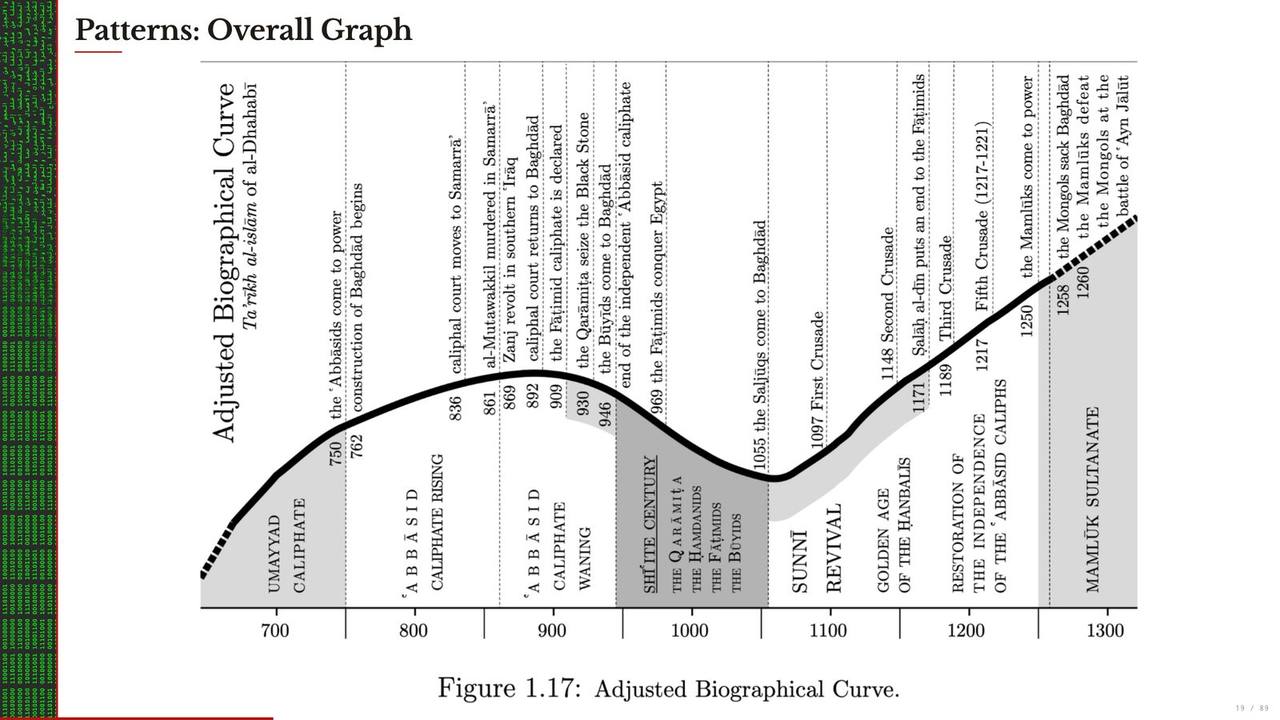 Patterns: Overall Graph
Adjusted Biographical Curve
Taʾrīkh al-islām of al-Dhahabī
750 the ʿAbbāsids come to power
762 construction of Baghdād begins
836 caliphal court moves to Samarrāʾ
861 al-Mutawakkil murdered in Samarrāʾ
869 Zanj revolt in southern ʿIrāq
892 caliphal court returns to Baghdād
909 the Fāṭimid caliphate is declared
930 the Qarāmiṭa seize the Black Stone
946 the Būyīds come to Baghdād
end of the independent ʿAbbāsid caliphate
969 the Fāṭimids conquer Egypt
1055 the Saljūqs come to Baghdād
1097 First Crusade
1148 Second Crusade
1171 Ṣalāḥ al-dīn puts an end to the Fāṭimids
1189 Third Crusade
1217 Fifth Crusade (1217-1221)
1250 the Mamlūks come to power
1258 the Mongols sack Baghdād
1260 the Mamlūks defeat
the Mongols at the
battle of ʿAyn Jālūt
UMAYYAD
CALIPHATE
ʿABBĀSID
CALIPHATE RISING
ʿABBĀSID
CALIPHATE
WANING
SHĪʿITE CENTURY
THE QARĀMIṬA
THE ḤAMDANIDS
THE FĀṬIMIDS
THE BŪYIDS
SUNNĪ
REVIVAL
GOLDEN AGE
OF THE ḤANBALĪS
RESTORATION OF
THE INDEPENDENCE
OF THE ʿABBĀSID CALIPHS
MAMLŪK SULTANATE
700 800 900 1000 1100 1200 1300
Figure 1.17: Adjusted Biographical Curve.
19 / 89